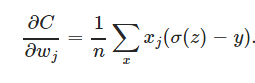 ∂C/∂w_j = 1/n ∑_x x_j(σ(z) − y).